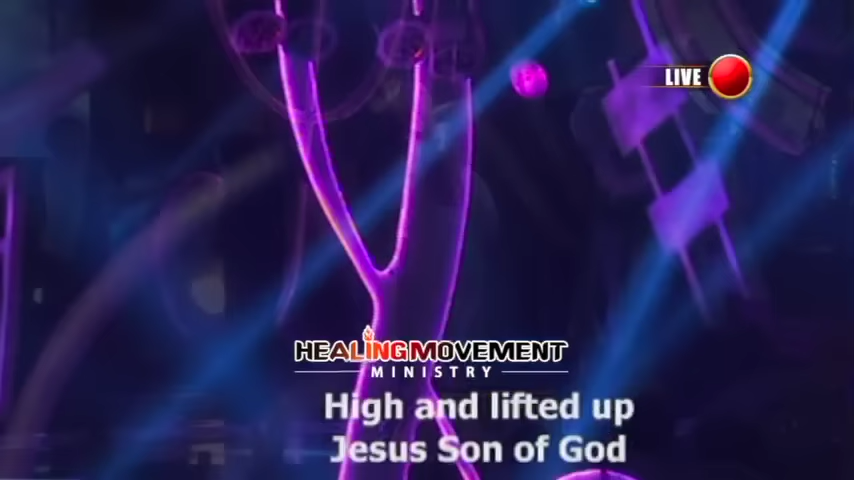 LIVE
HEALINGMOVEMENT
MINISTRY
High and lifted up
Jesus Son of God